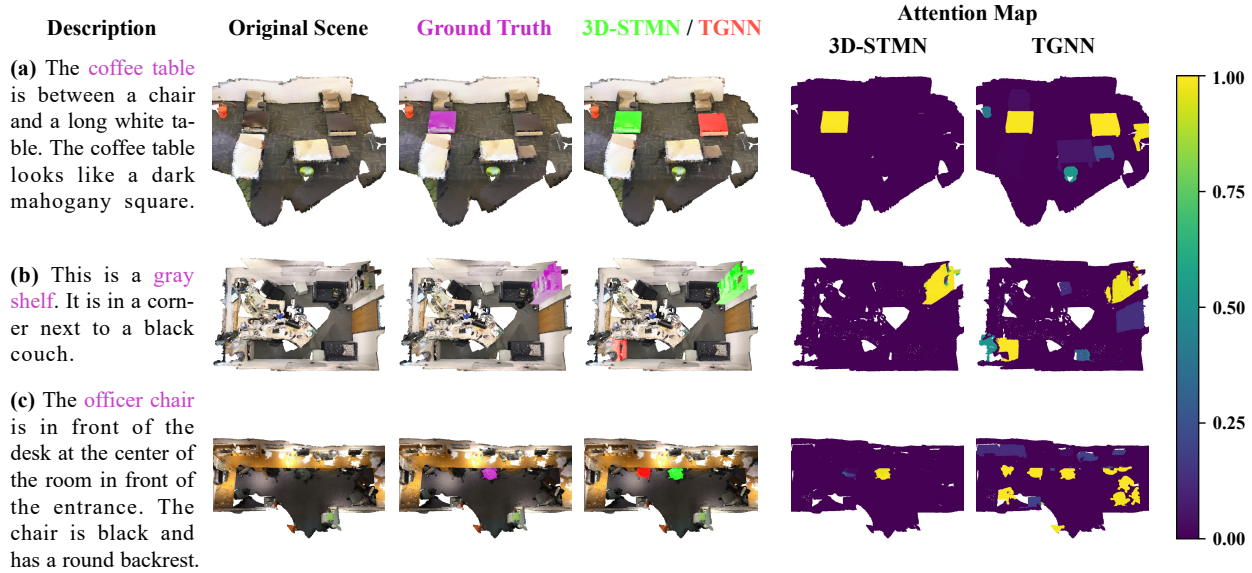 Description
Original Scene
Ground Truth
3D-STMN / TGNN
Attention Map
3D-STMN
TGNN
(a) The coffee table
is between a chair
and a long white ta-
ble. The coffee table
looks like a dark
mahogany square.
(b) This is a gray
shelf. It is in a corn-
er next to a black
couch.
(c) The officer chair
is in front of the
desk at the center of
the room in front of
the entrance. The
chair is black and
has a round backrest.
1.00
0.75
0.50
0.25
0.00